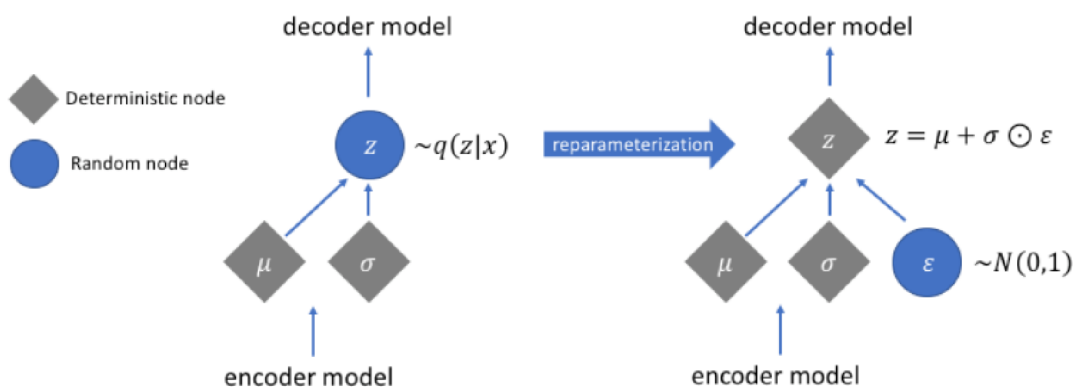 decoder model
decoder model
Deterministic node
Random node
z
~q(z|x)
reparameterization
z
z = μ + σ ⊙ ε
μ
σ
μ
σ
ε
~N(0,1)
encoder model
encoder model